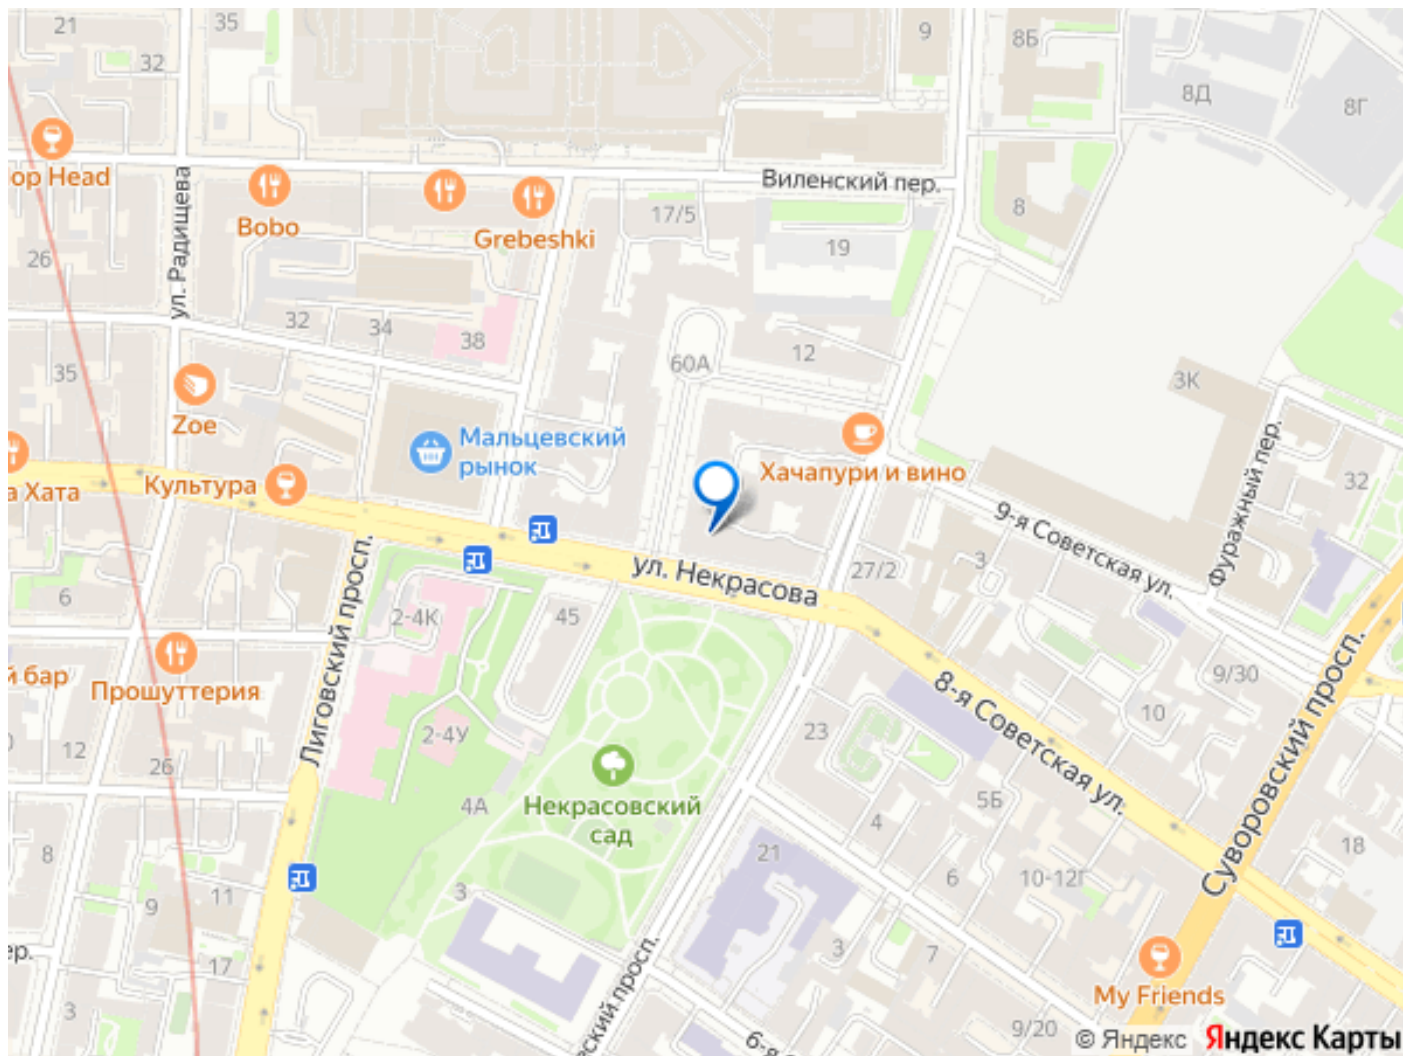 21
35
9
8Б
32
8Д
8Г
op Head
ул. Радищева
Bobo
Grebeshki
17/5
Виленский пер.
19
8
26
32
34
38
12
60А
3К
35
Zoe
Мальцевский
рынок
Хачапури и вино
Фуражный пер.
32
а Хата
Культура
9-я Советская ул.
3
27/2
ул. Некрасова
6
2-4К
45
Лиговский просп.
й бар
Прошуттерия
12
26
2-4У
4А
Некрасовский
сад
23
8-я Советская ул.
10
9/30
Суворовский просп.
5Б
4
6
10-12Г
18
21
8
11
9
17
3
3
3
7
ер.
ский просп.
6-я
My Friends
9/20
© Яндекс Яндекс Карты